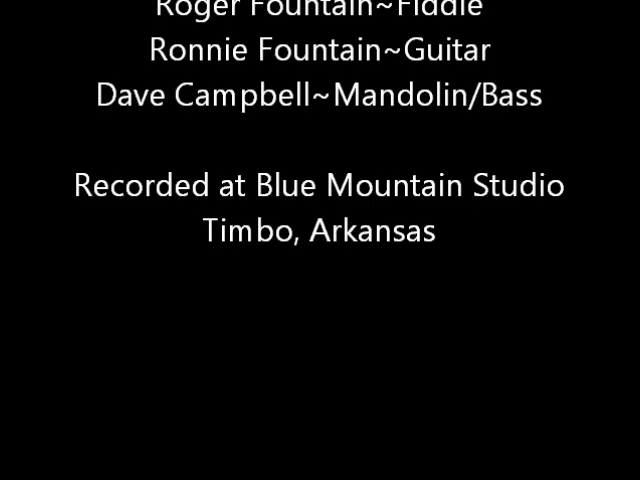 Roger Fountain~Fiddle
Ronnie Fountain~Guitar
Dave Campbell~Mandolin/Bass
Recorded at Blue Mountain Studio
Timbo, Arkansas